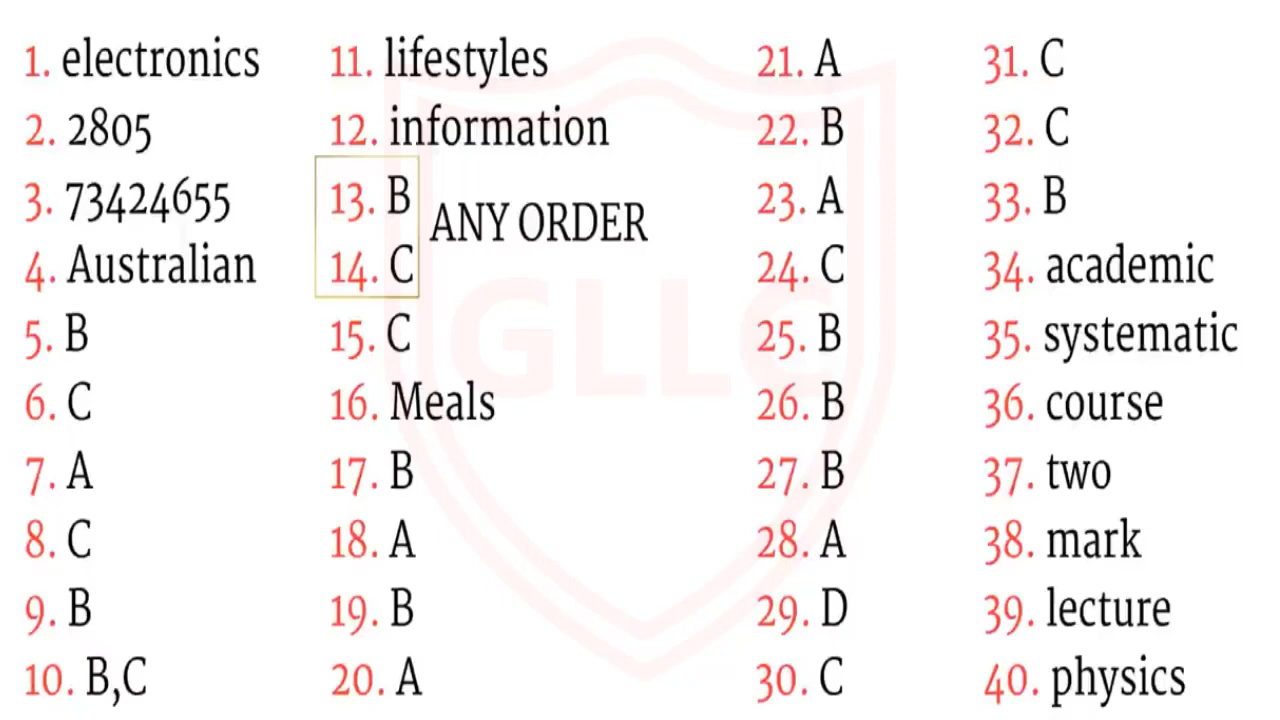 1. electronics
2. 2805
3. 73424655
4. Australian
5. B
6. C
7. A
8. C
9. B
10. B,C
11. lifestyles
12. information
13. B
14. C
ANY ORDER
15. C
16. Meals
17. B
18. A
19. B
20. A
21. A
22. B
23. A
24. C
25. B
26. B
27. B
28. A
29. D
30. C
31. C
32. C
33. B
34. academic
35. systematic
36. course
37. two
38. mark
39. lecture
40. physics
GLLC